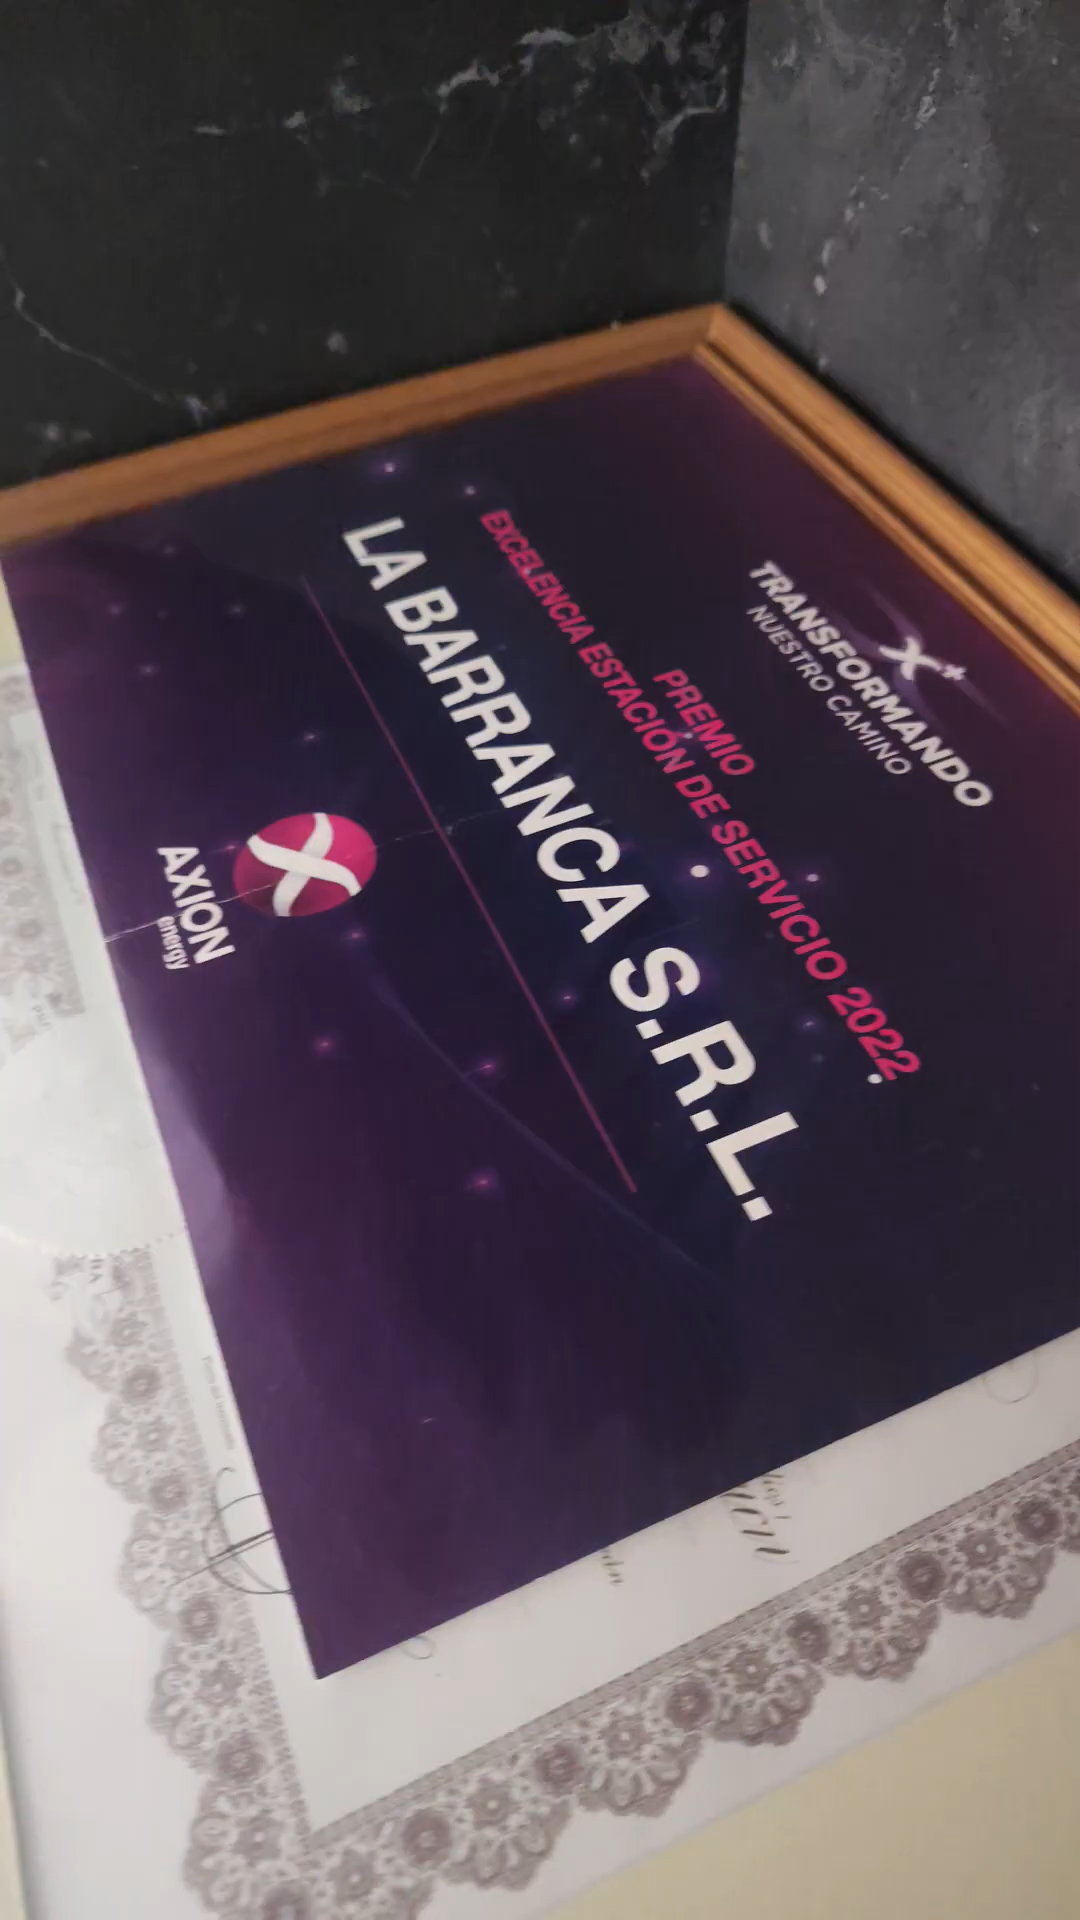 TRANSFORMANDO
NUESTRO CAMINO
PREMIO
EXCELENCIA ESTACIÓN DE SERVICIO 2022
LA BARRANCA S.R.L.
AXION
energy